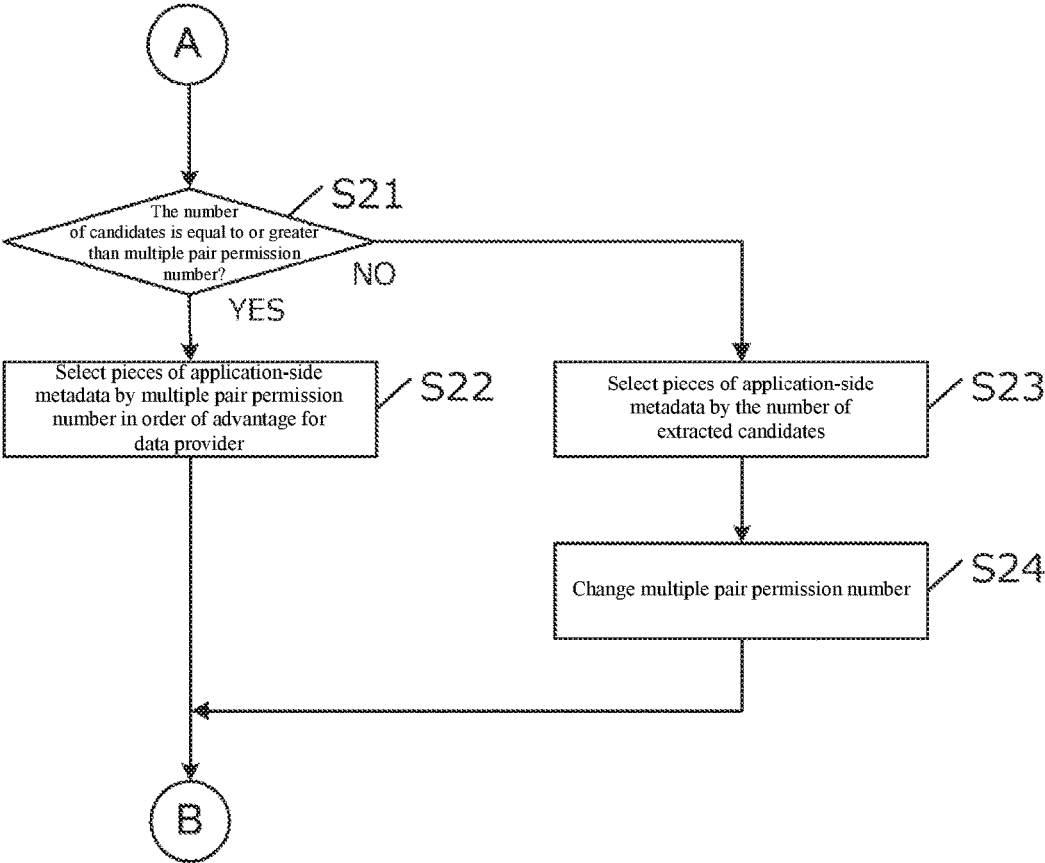 A
S21
The number
of candidates is equal to or greater
than multiple pair permission
number?
NO
YES
Select pieces of application-side
metadata by multiple pair permission
number in order of advantage for
data provider
S22
Select pieces of application-side
metadata by the number of
extracted candidates
S23
Change multiple pair permission number
S24
B